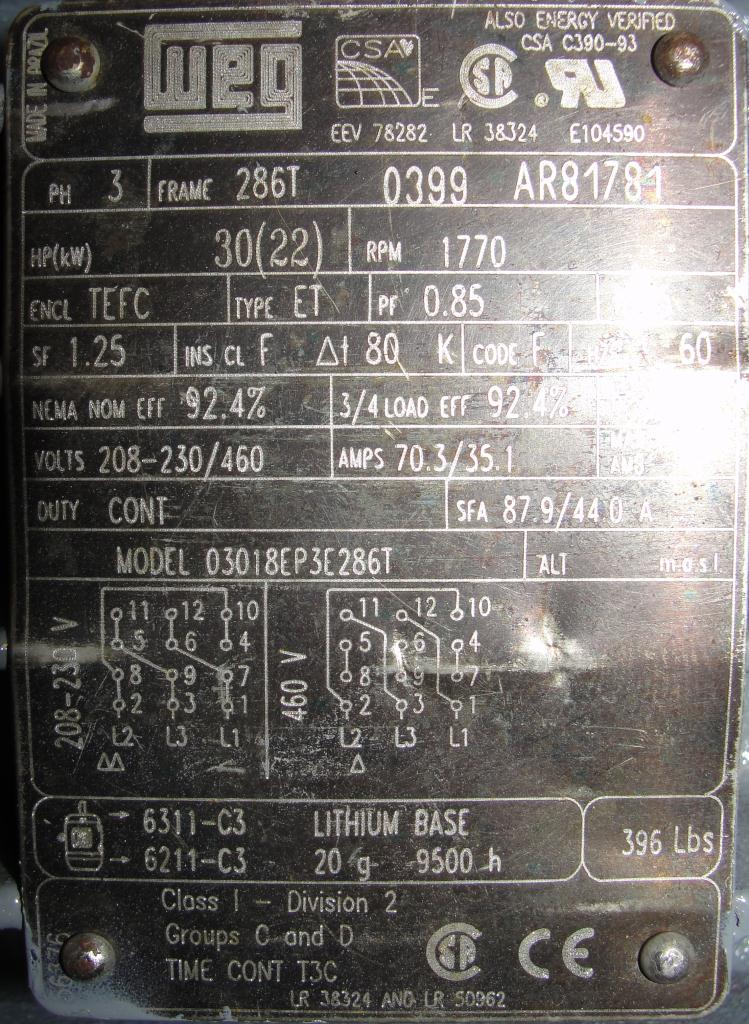 MADE IN BRAZIL
ALSO ENERGY VERIFIED
CSA C390-93
weg
CSA
E
SP
EEV 78282 LR 38324 E104590
PH 3 FRAME 286T 0399 AR81781
HP(kW) 30(22) RPM 1770
ENCL TEFC TYPE ET PF 0.85
SF 1.25 INS CL F Δt 80 K CODE F 60
NEMA NOM EFF 92.4% 3/4 LOAD EFF 92.4%
VOLTS 208-230/460 AMPS 70.3/35.1
DUTY CONT SFA 87.9/44.0 A
MODEL 03018EP3E286T ALT m.a.s.l.
208-230 V
11 12 10
5 6 4
8 9 7
2 3 1
L2 L3 L1
ΔΔ
460 V
11 12 10
5 6 4
8 9 7
2 3 1
L2 L3 L1
Δ
6311-C3 LITHIUM BASE
6211-C3 20 g 9500 h
396 Lbs
Class I - Division 2
Groups C and D
TIME CONT T3C
CE
LR 38324 AND LR 50962